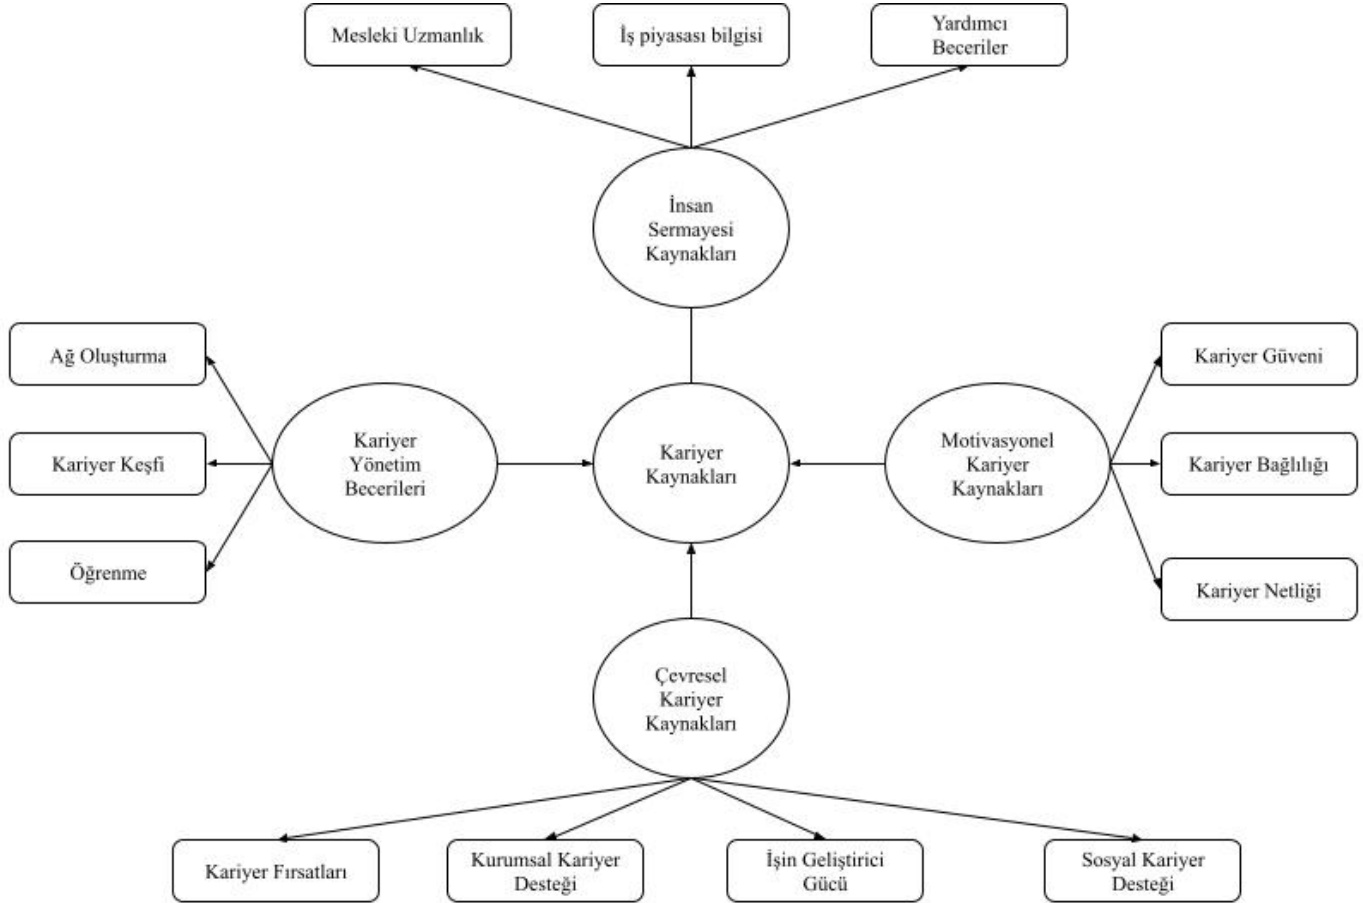 Mesleki Uzmanlık
İş piyasası bilgisi
Yardımcı
Beceriler
İnsan
Sermayesi
Kaynakları
Ağ Oluşturma
Kariyer Keşfi
Öğrenme
Kariyer
Yönetim
Becerileri
Kariyer
Kaynakları
Motivasyonel
Kariyer
Kaynakları
Kariyer Güveni
Kariyer Bağlılığı
Kariyer Netliği
Çevresel
Kariyer
Kaynakları
Kariyer Fırsatları
Kurumsal Kariyer
Desteği
İşin Geliştirici
Gücü
Sosyal Kariyer
Desteği